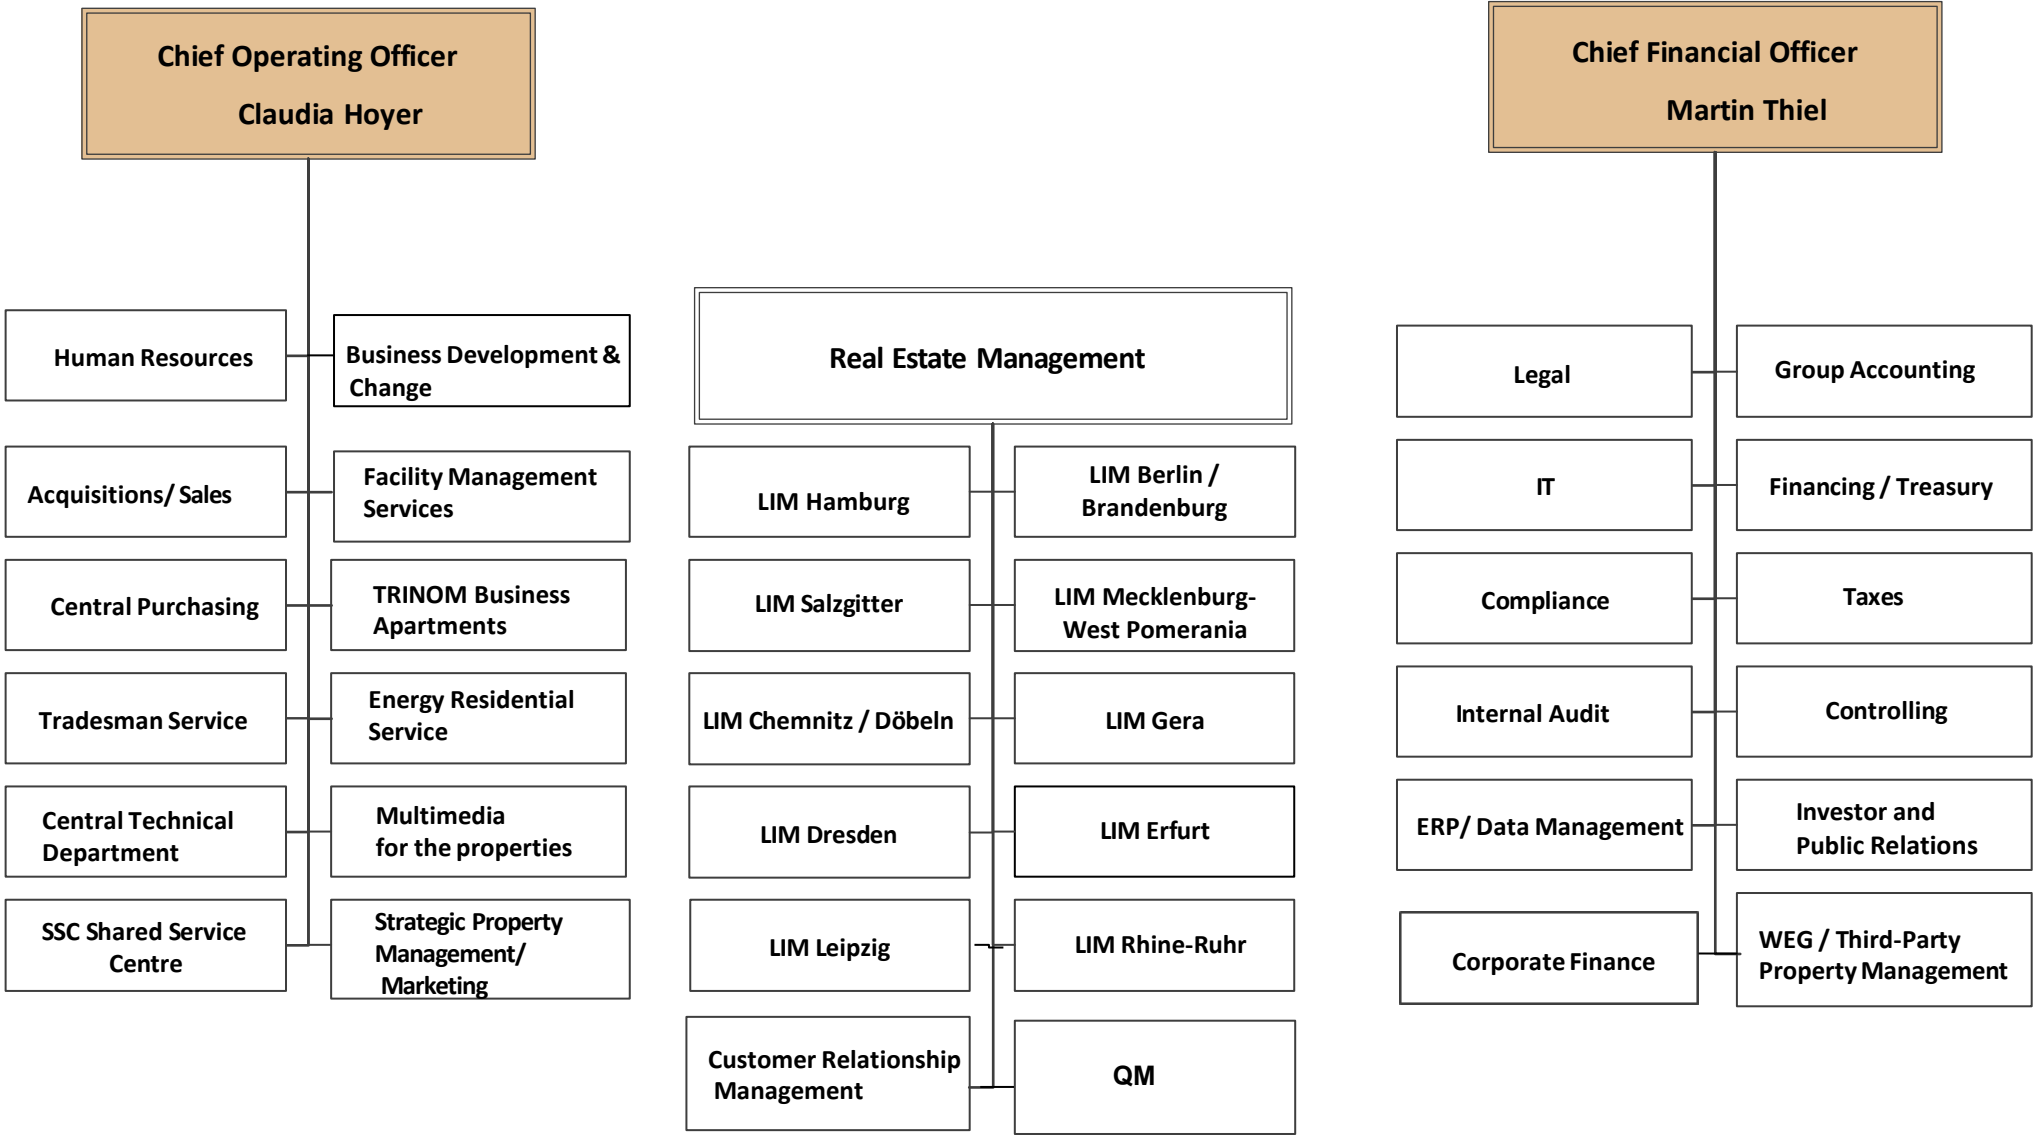 Chief Operating Officer
Claudia Hoyer
Chief Financial Officer
Martin Thiel
Human Resources
Business Development &
Change
Acquisitions/ Sales
Facility Management
Services
Central Purchasing
TRINOM Business
Apartments
Tradesman Service
Energy Residential
Service
Central Technical
Department
Multimedia
for the properties
SSC Shared Service
Centre
Strategic Property
Management/
Marketing
Real Estate Management
LIM Hamburg
LIM Berlin /
Brandenburg
LIM Salzgitter
LIM Mecklenburg-
West Pomerania
LIM Chemnitz / Döbeln
LIM Gera
LIM Dresden
LIM Erfurt
LIM Leipzig
LIM Rhine-Ruhr
Customer Relationship
Management
QM
Legal
Group Accounting
IT
Financing / Treasury
Compliance
Taxes
Internal Audit
Controlling
ERP/ Data Management
Investor and
Public Relations
Corporate Finance
WEG / Third-Party
Property Management